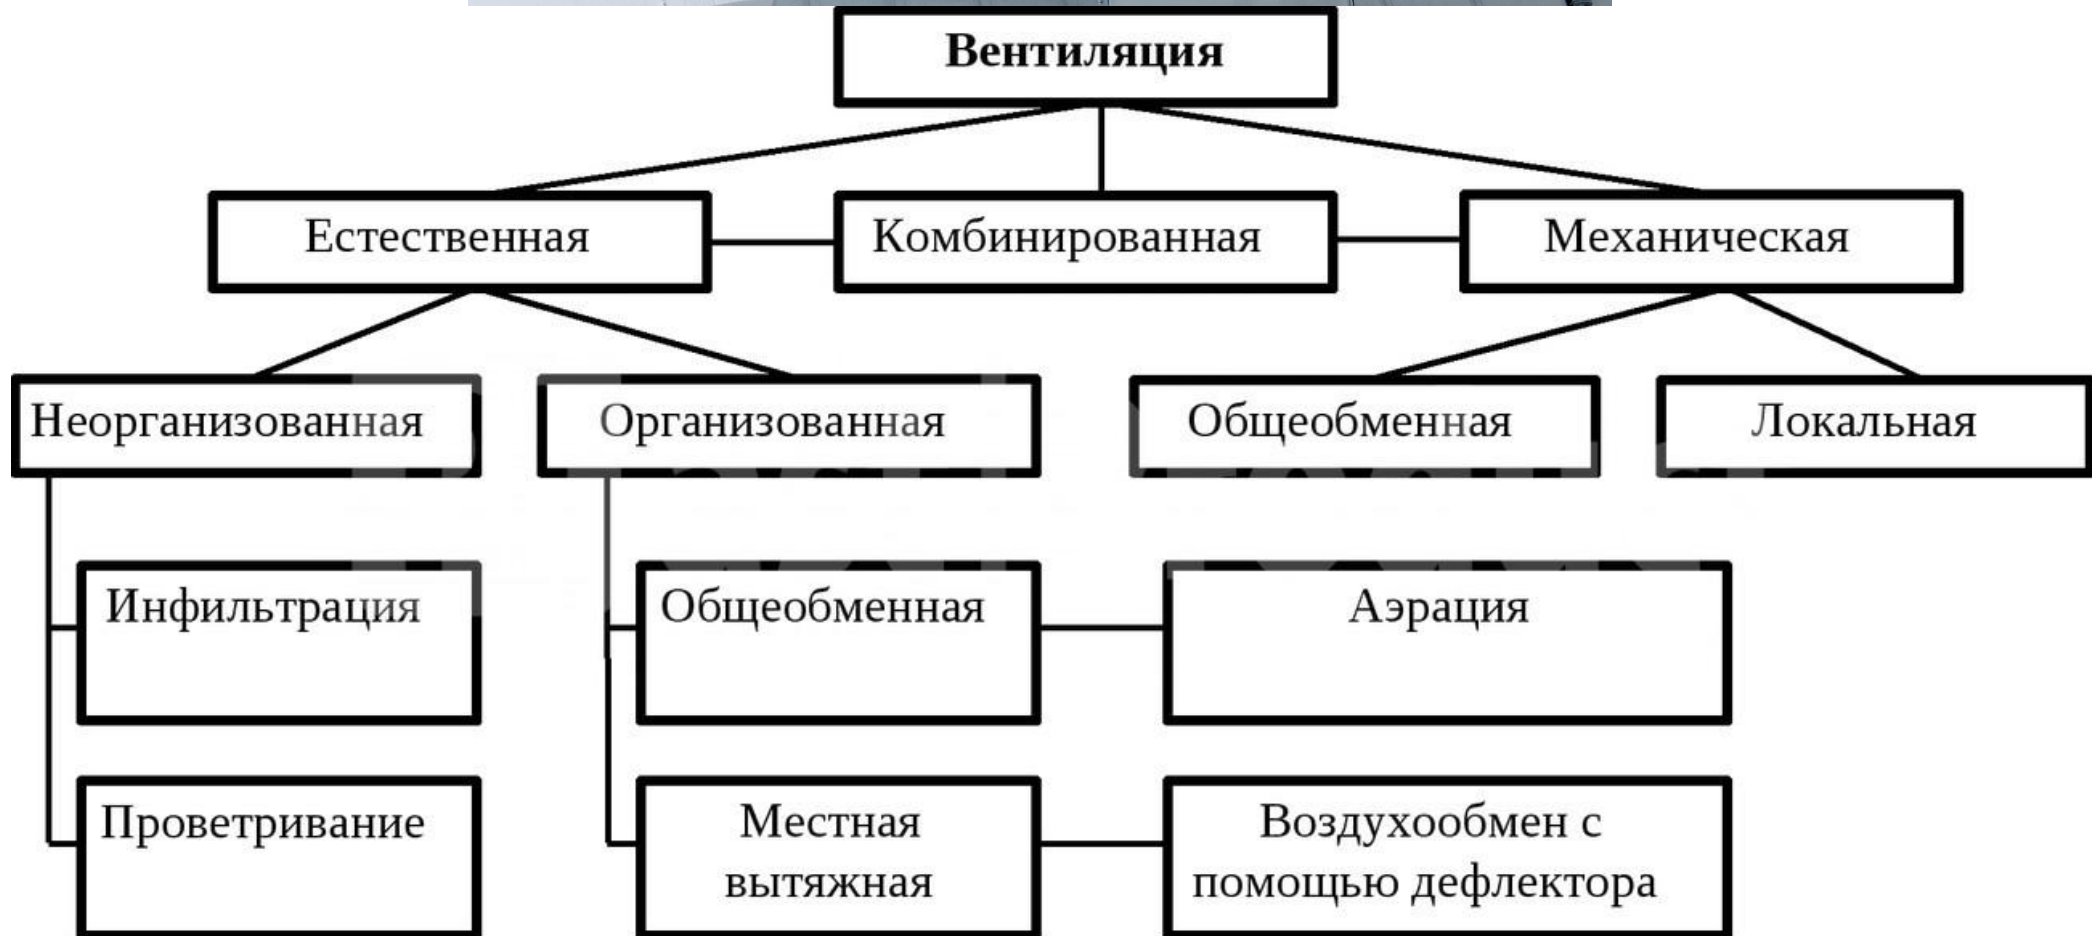 Вентиляция
Естественная
Комбинированная
Механическая
Неорганизованная
Организованная
Общеобменная
Локальная
Инфильтрация
Общеобменная
Аэрация
Проветривание
Местная
вытяжная
Воздухообмен с
помощью дефлектора